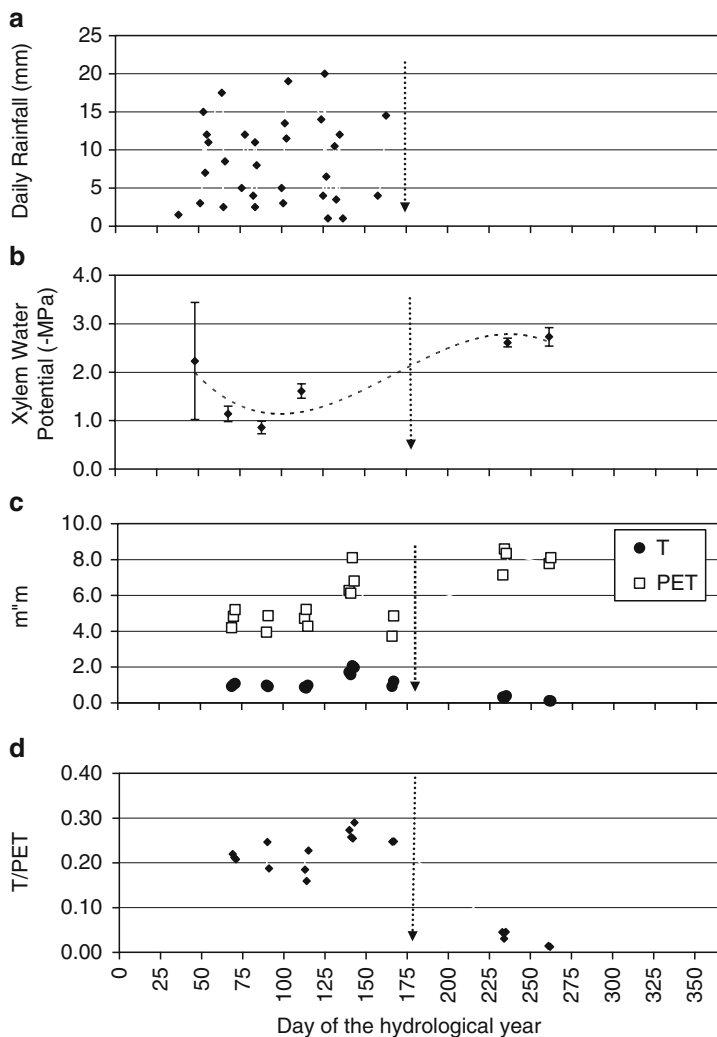 a
Daily Rainfall (mm)
25
20
15
10
5
0
b
Xylem Water
Potential (-MPa)
4.0
3.0
2.0
1.0
0.0
c
m"m
10.0
8.0
6.0
4.0
2.0
0.0
T
PET
d
T/PET
0.40
0.30
0.20
0.10
0.00
0 25 50 75 100 125 150 175 200 225 250 275 300 325 350
Day of the hydrological year